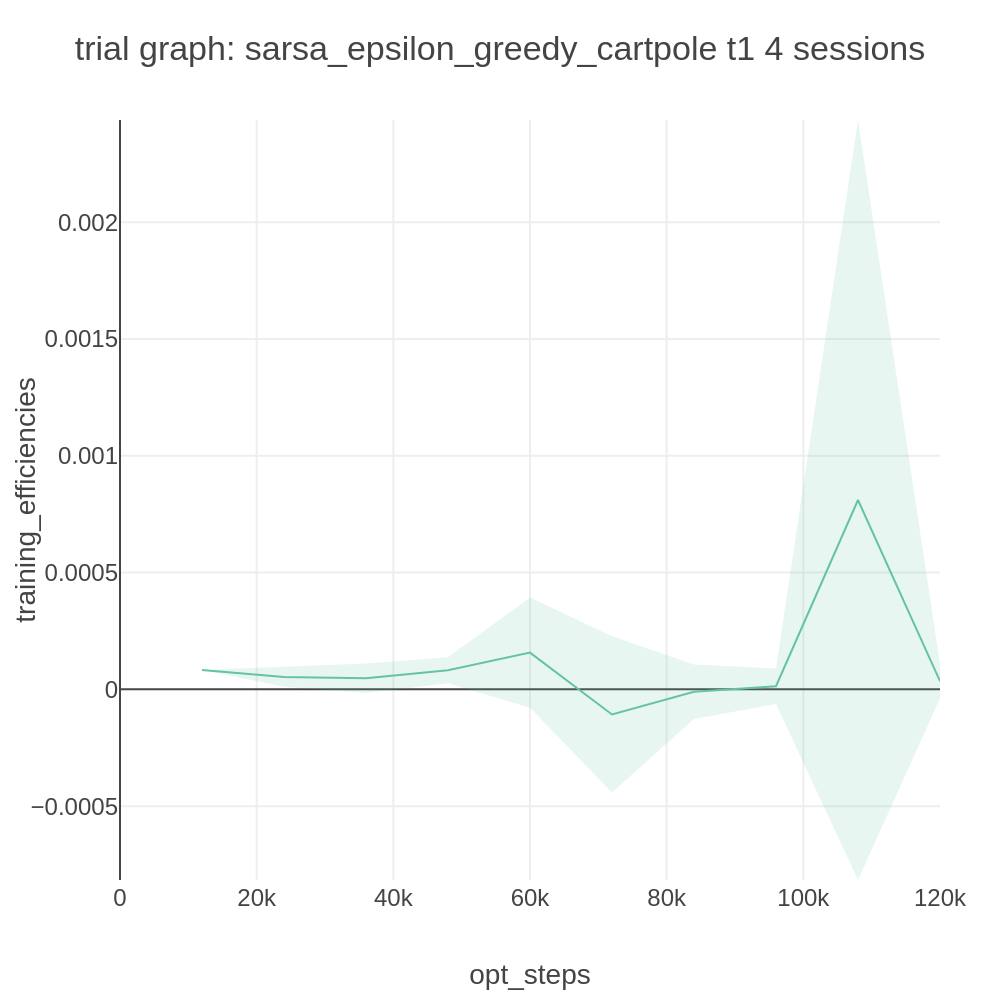 trial graph: sarsa_epsilon_greedy_cartpole t1 4 sessions
training_efficiencies
0.002
0.0015
0.001
0.0005
0
−0.0005
0 20k 40k 60k 80k 100k 120k
opt_steps